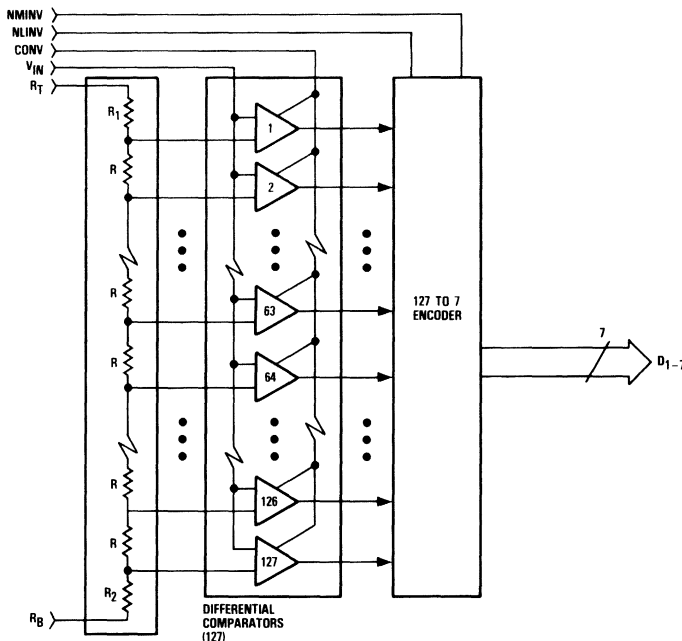 NMINV
NLINV
CONV
VIN
RT
R1
1
R
2
R
63
R
64
127 TO 7
ENCODER
7
D1-7
R
126
R
127
R2
RB
DIFFERENTIAL
COMPARATORS
(127)